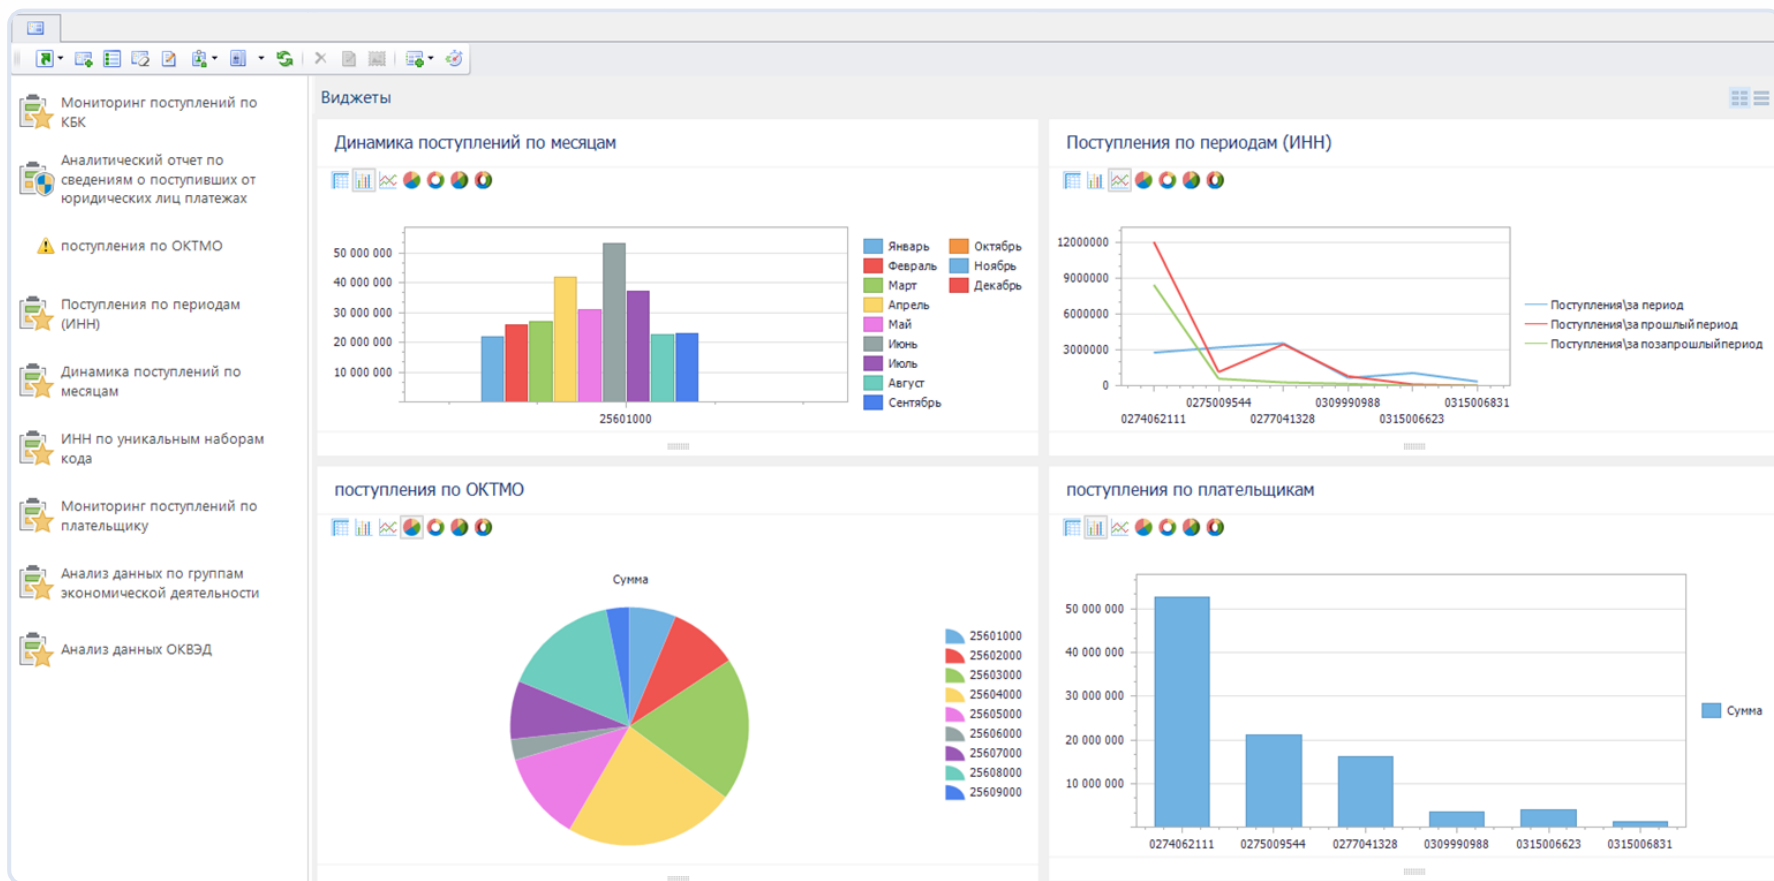 Мониторинг поступлений по
КБК
Аналитический отчет по
сведениям о поступивших от
юридических лиц платежах
поступления по ОКТМО
Поступления по периодам
(ИНН)
Динамика поступлений по
месяцам
ИНН по уникальным наборам
кода
Мониторинг поступлений по
плательщику
Анализ данных по группам
экономической деятельности
Анализ данных ОКВЭД
Виджеты
Динамика поступлений по месяцам
50 000 000
40 000 000
30 000 000
20 000 000
10 000 000
25601000
Январь
Февраль
Март
Апрель
Май
Июнь
Июль
Август
Сентябрь
Октябрь
Ноябрь
Декабрь
Поступления по периодам (ИНН)
12000000
9000000
6000000
3000000
0
0275009544 0309990988 0315006831
0274062111 0277041328 0315006623
Поступления\за период
Поступления\за прошлый период
Поступления\за позапрошлыйпериод
поступления по ОКТМО
Сумма
25601000
25602000
25603000
25604000
25605000
25606000
25607000
25608000
25609000
поступления по плательщикам
50 000 000
40 000 000
30 000 000
20 000 000
10 000 000
0274062111 0275009544 0277041328 0309990988 0315006623 0315006831
Сумма